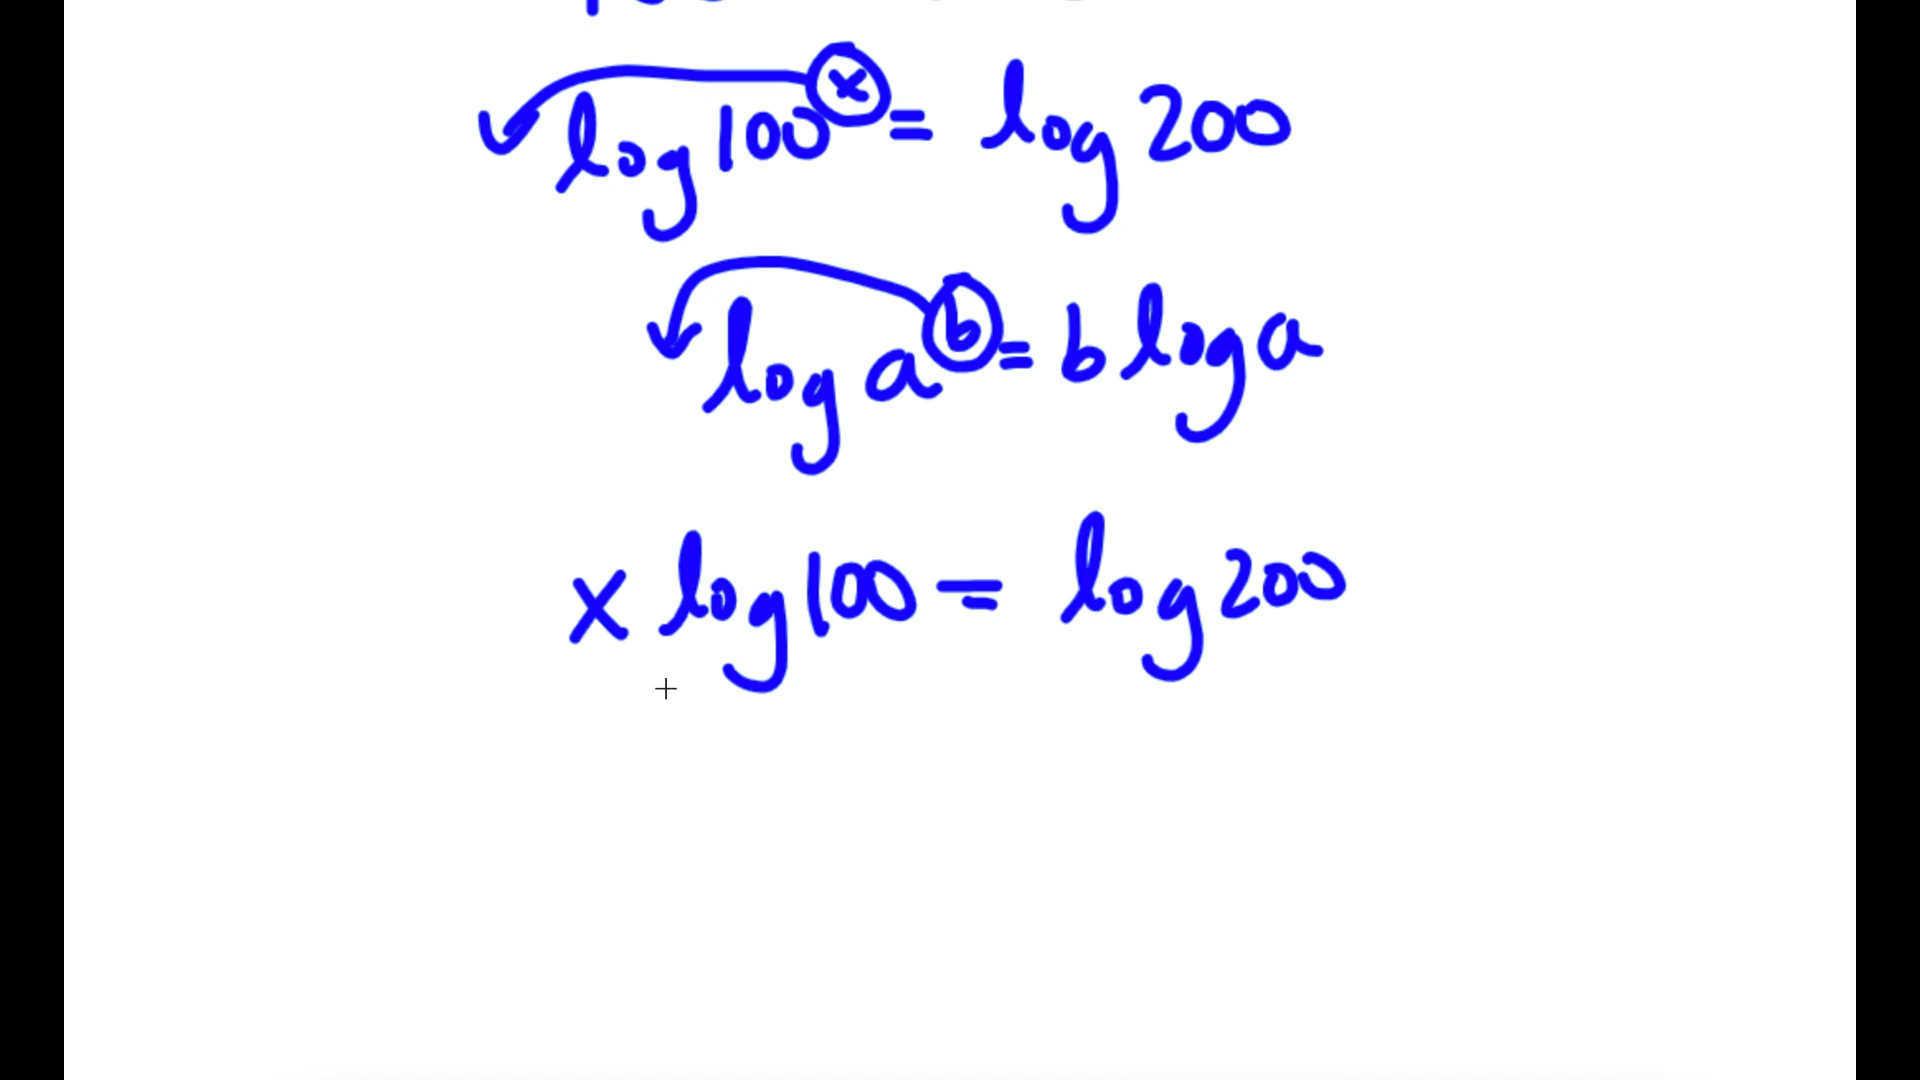 log 100^x = log 200
log a^b = b log a
x log 100 = log 200